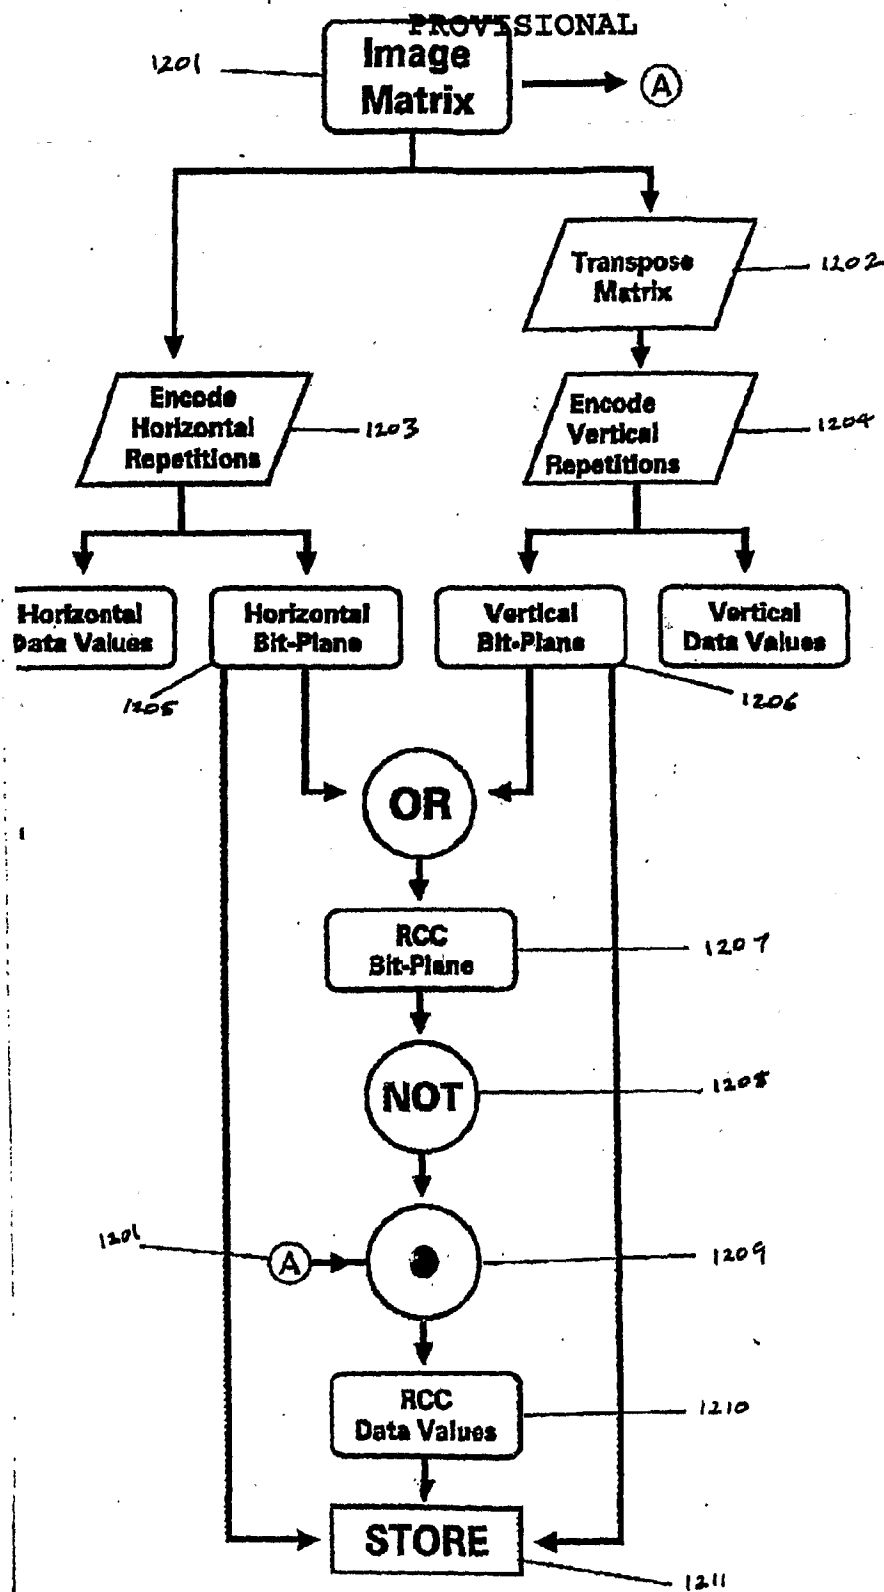 PROVISIONAL
1201
Image
Matrix
A
Transpose
Matrix
1202
Encode
Horizontal
Repetitions
1203
Encode
Vertical
Repetitions
1204
Horizontal
Data Values
Horizontal
Bit-Plane
Vertical
Bit-Plane
Vertical
Data Values
1205
1206
OR
RCC
Bit-Plane
1207
NOT
1208
1201
A
1209
RCC
Data Values
1210
STORE
1211